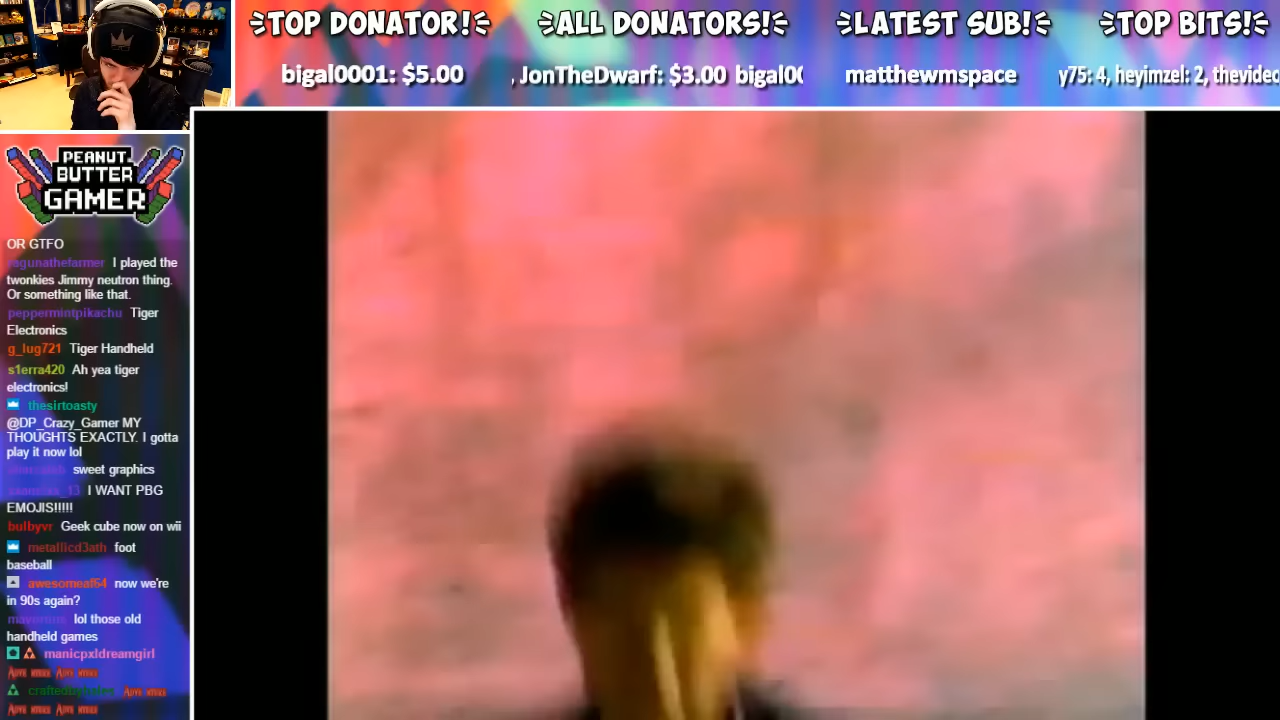 TOP DONATOR!
ALL DONATORS!
LATEST SUB!
TOP BITS!
bigal0001: $5.00
, JonTheDwarf: $3.00 bigal00
matthewmspace
y75: 4, heyimzel: 2, thevideo
PEANUT
BUTTER
GAMER
OR GTFO
ragunathefarmer I played the
twonkies Jimmy neutron thing.
Or something like that.
peppermintpikachu Tiger
Electronics
g_lug721 Tiger Handheld
s1erra420 Ah yea tiger
electronics!
thesirtoasty
@DP_Crazy_Gamer MY
THOUGHTS EXACTLY. I gotta
play it now lol
sweet graphics
I WANT PBG
EMOJIS!!!!!
bulbyvr Geek cube now on wii
metallicd3ath foot
baseball
awesomeaf64 now we're
in 90s again?
lol those old
handheld games
manicpxldreamgirl